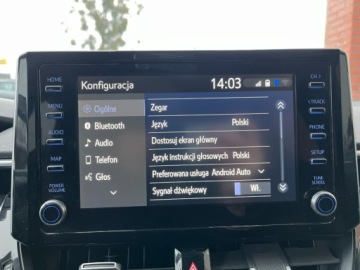 Konfiguracja 14:03
HOME
MENU
AUDIO
MAP
POWER
VOLUME
CH
TRACK
PHONE
SETUP
TUNE
SCROLL
Ogólne
Bluetooth
Audio
Telefon
Głos
Zegar
Język Polski
Dostosuj ekran główny
Język instrukcji głosowych Polski
Preferowana usługa Android Auto
Sygnał dźwiękowy Wł.